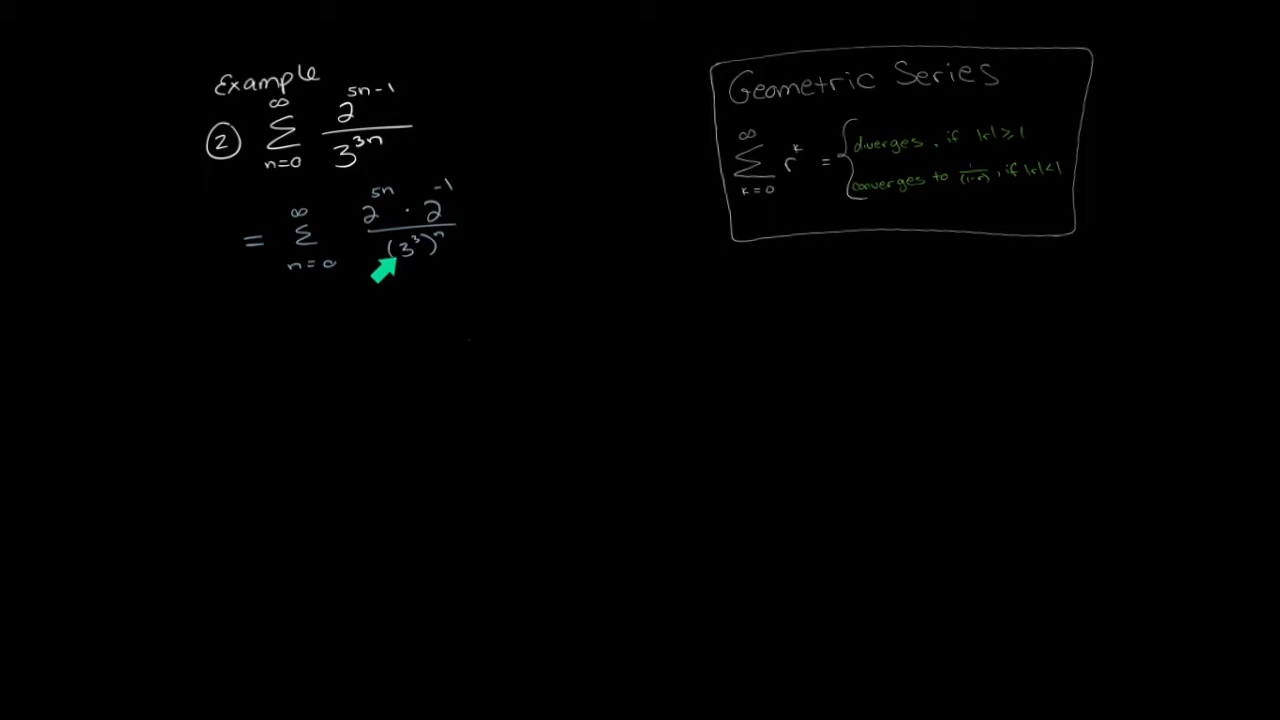 Example
② ∞ Σ n=0 2^(5n-1) / 3^(3n)
= ∞ Σ n=0 2^(5n) · 2^(-1) / (3^3)^n
Geometric Series
∞ Σ k=0 r^k = { diverges, if |r| ≥ 1
converges to 1/(1-r), if |r| < 1